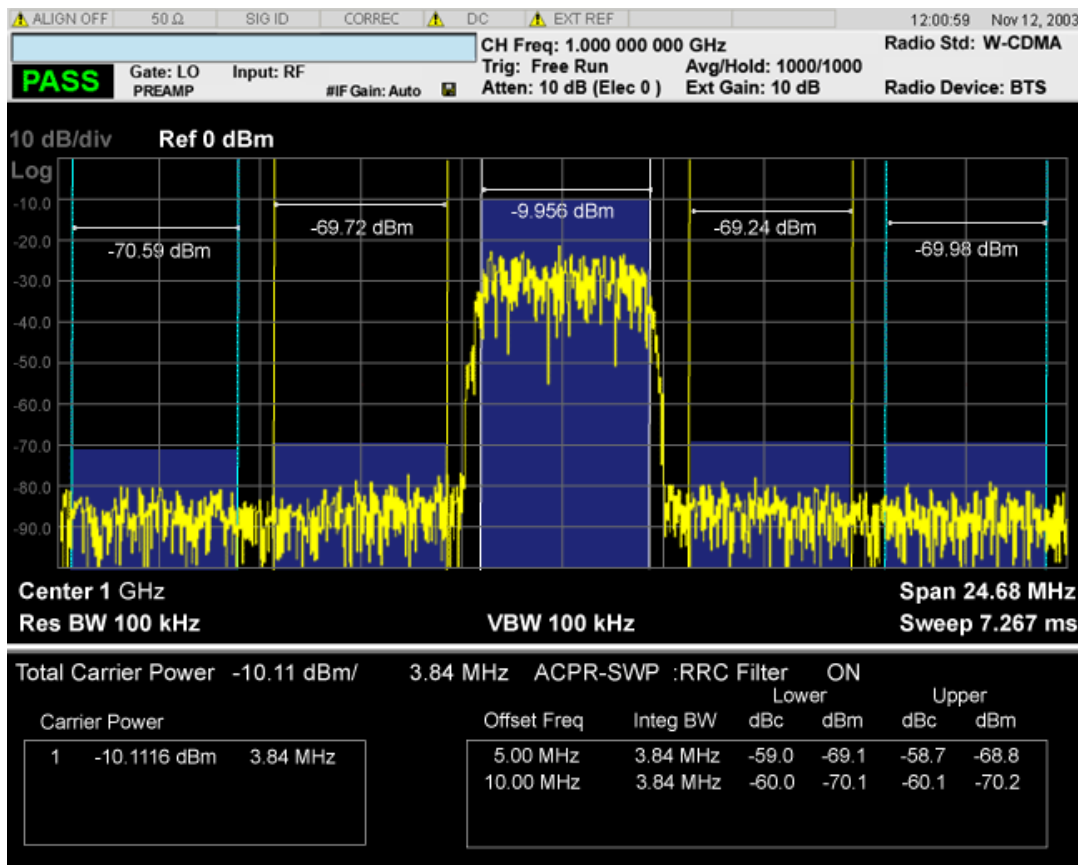 ALIGN OFF 50 Ω SIG ID CORREC DC EXT REF 12:00:59 Nov 12, 2003
CH Freq: 1.000 000 000 GHz Radio Std: W-CDMA
PASS Gate: LO Input: RF Trig: Free Run Avg/Hold: 1000/1000
PREAMP #IF Gain: Auto Atten: 10 dB (Elec 0 ) Ext Gain: 10 dB Radio Device: BTS
10 dB/div Ref 0 dBm
Log
-10.0
-9.956 dBm
-69.72 dBm -69.24 dBm
-20.0
-70.59 dBm -69.98 dBm
-30.0
-40.0
-50.0
-60.0
-70.0
-80.0
-90.0
Center 1 GHz Span 24.68 MHz
Res BW 100 kHz VBW 100 kHz Sweep 7.267 ms
Total Carrier Power -10.11 dBm/ 3.84 MHz ACPR-SWP :RRC Filter ON
Lower Upper
Carrier Power Offset Freq Integ BW dBc dBm dBc dBm
1 -10.1116 dBm 3.84 MHz 5.00 MHz 3.84 MHz -59.0 -69.1 -58.7 -68.8
10.00 MHz 3.84 MHz -60.0 -70.1 -60.1 -70.2